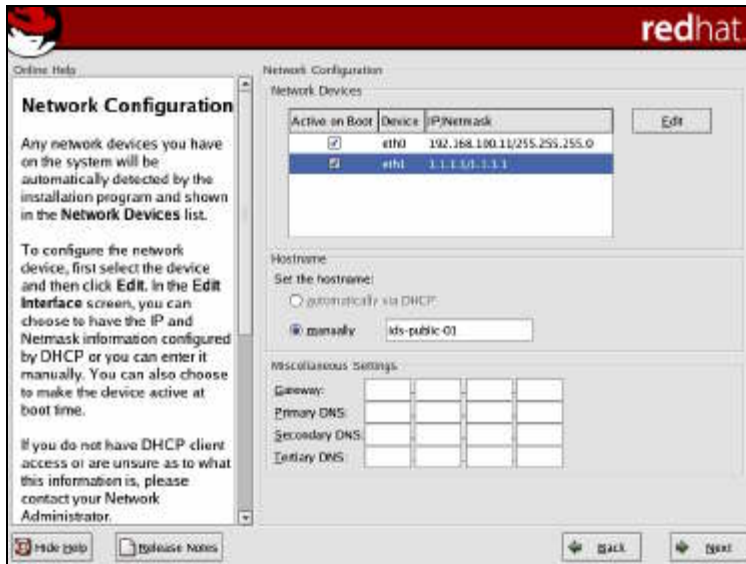 redhat.
Online Help
Network Configuration
Any network devices you have
on the system will be
automatically detected by the
installation program and shown
in the Network Devices list.
To configure the network
device, first select the device
and then click Edit. In the Edit
Interface screen, you can
choose to have the IP and
Netmask information configured
by DHCP or you can enter it
manually. You can also choose
to make the device active at
boot time.
If you do not have DHCP client
access or are unsure as to what
this information is, please
contact your Network
Administrator.
Network Configuration
Network Devices
Active on Boot Device IP/Netmask
eth0 192.168.100.11/255.255.255.0
eth1 1.1.1.1/1.1.1.1
Edit
Hostname
Set the hostname:
automatically via DHCP
manually ids-public-01
Miscellaneous Settings
Gateway:
Primary DNS:
Secondary DNS:
Tertiary DNS:
Hide Help
Release Notes
Back
Next